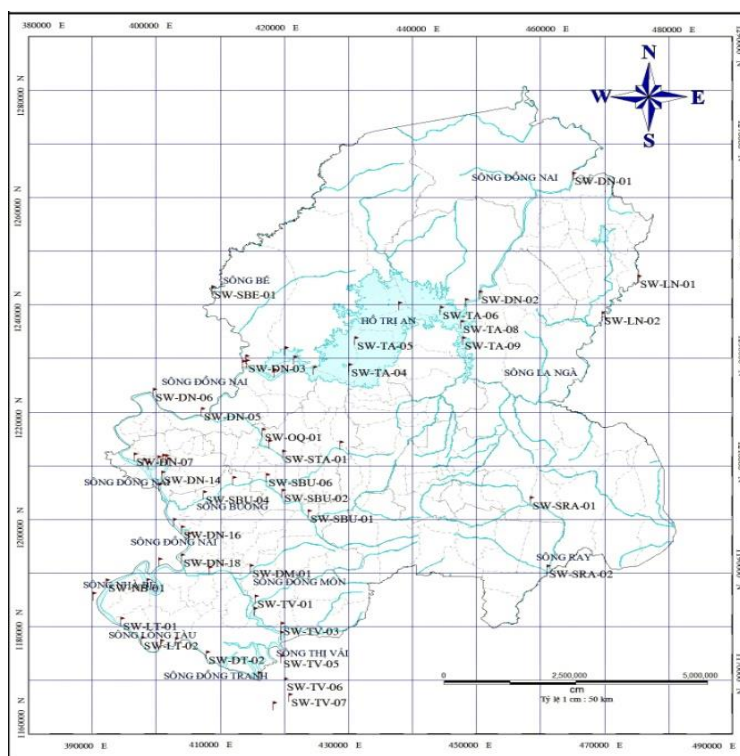 380000 E 400000 E 420000 E 440000 E 460000 E 480000 E
N
W E
S
1280000 N
1260000 N
1240000 N
1220000 N
1200000 N
1180000 N
1160000 N
SÔNG ĐỒNG NAI
SW-DN-01
SÔNG BÉ
SW-SBE-01
SW-LN-01
SW-DN-02
SW-TA-06
HỒ TRỊ AN
SW-LN-02
SW-TA-08
SW-TA-05
SW-TA-09
SW-DN-03
SW-TA-04
SÔNG LA NGÀ
SÔNG ĐỒNG NAI
SW-DN-06
SW-DN-05
SW-OQ-01
SW-STA-01
SW-DN-07
SW-DN-14
SW-SBU-06
SÔNG ĐỒNG NAI
SW-SBU-04
SW-SBU-02
SÔNG BUÔNG
SW-SRA-01
SW-SBU-01
SW-DN-16
SÔNG ĐỒNG NAI
SW-DN-18
SÔNG RAY
SW-DM-01
SW-SRA-02
SÔNG NHÀ BÈ
SW-NB-01
SÔNG ĐỒNG MÔN
SW-TV-01
SW-LT-01
SÔNG LÒNG TÀU
SW-TV-03
SW-LT-02
SÔNG THỊ VẢI
SW-DT-02
SW-TV-05
SÔNG ĐỒNG TRANH
SW-TV-06
SW-TV-07
0 2,500,000 5,000,000
cm
Tỷ lệ 1 cm : 50 km
390000 E 410000 E 430000 E 450000 E 470000 E 490000 E